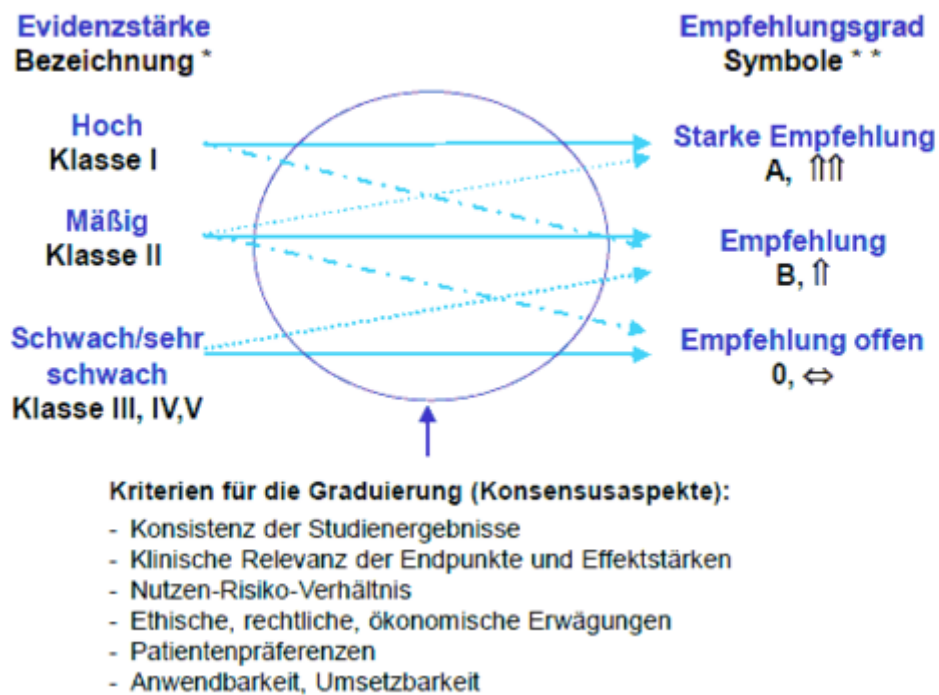 Evidenzstärke
Bezeichnung *
Empfehlungsgrad
Symbole * *
Hoch
Klasse I
Starke Empfehlung
A, ⇑⇑
Mäßig
Klasse II
Empfehlung
B, ⇑
Schwach/sehr
schwach
Klasse III, IV,V
Empfehlung offen
0, ⇔
Kriterien für die Graduierung (Konsensusaspekte):
- Konsistenz der Studienergebnisse
- Klinische Relevanz der Endpunkte und Effektstärken
- Nutzen-Risiko-Verhältnis
- Ethische, rechtliche, ökonomische Erwägungen
- Patientenpräferenzen
- Anwendbarkeit, Umsetzbarkeit